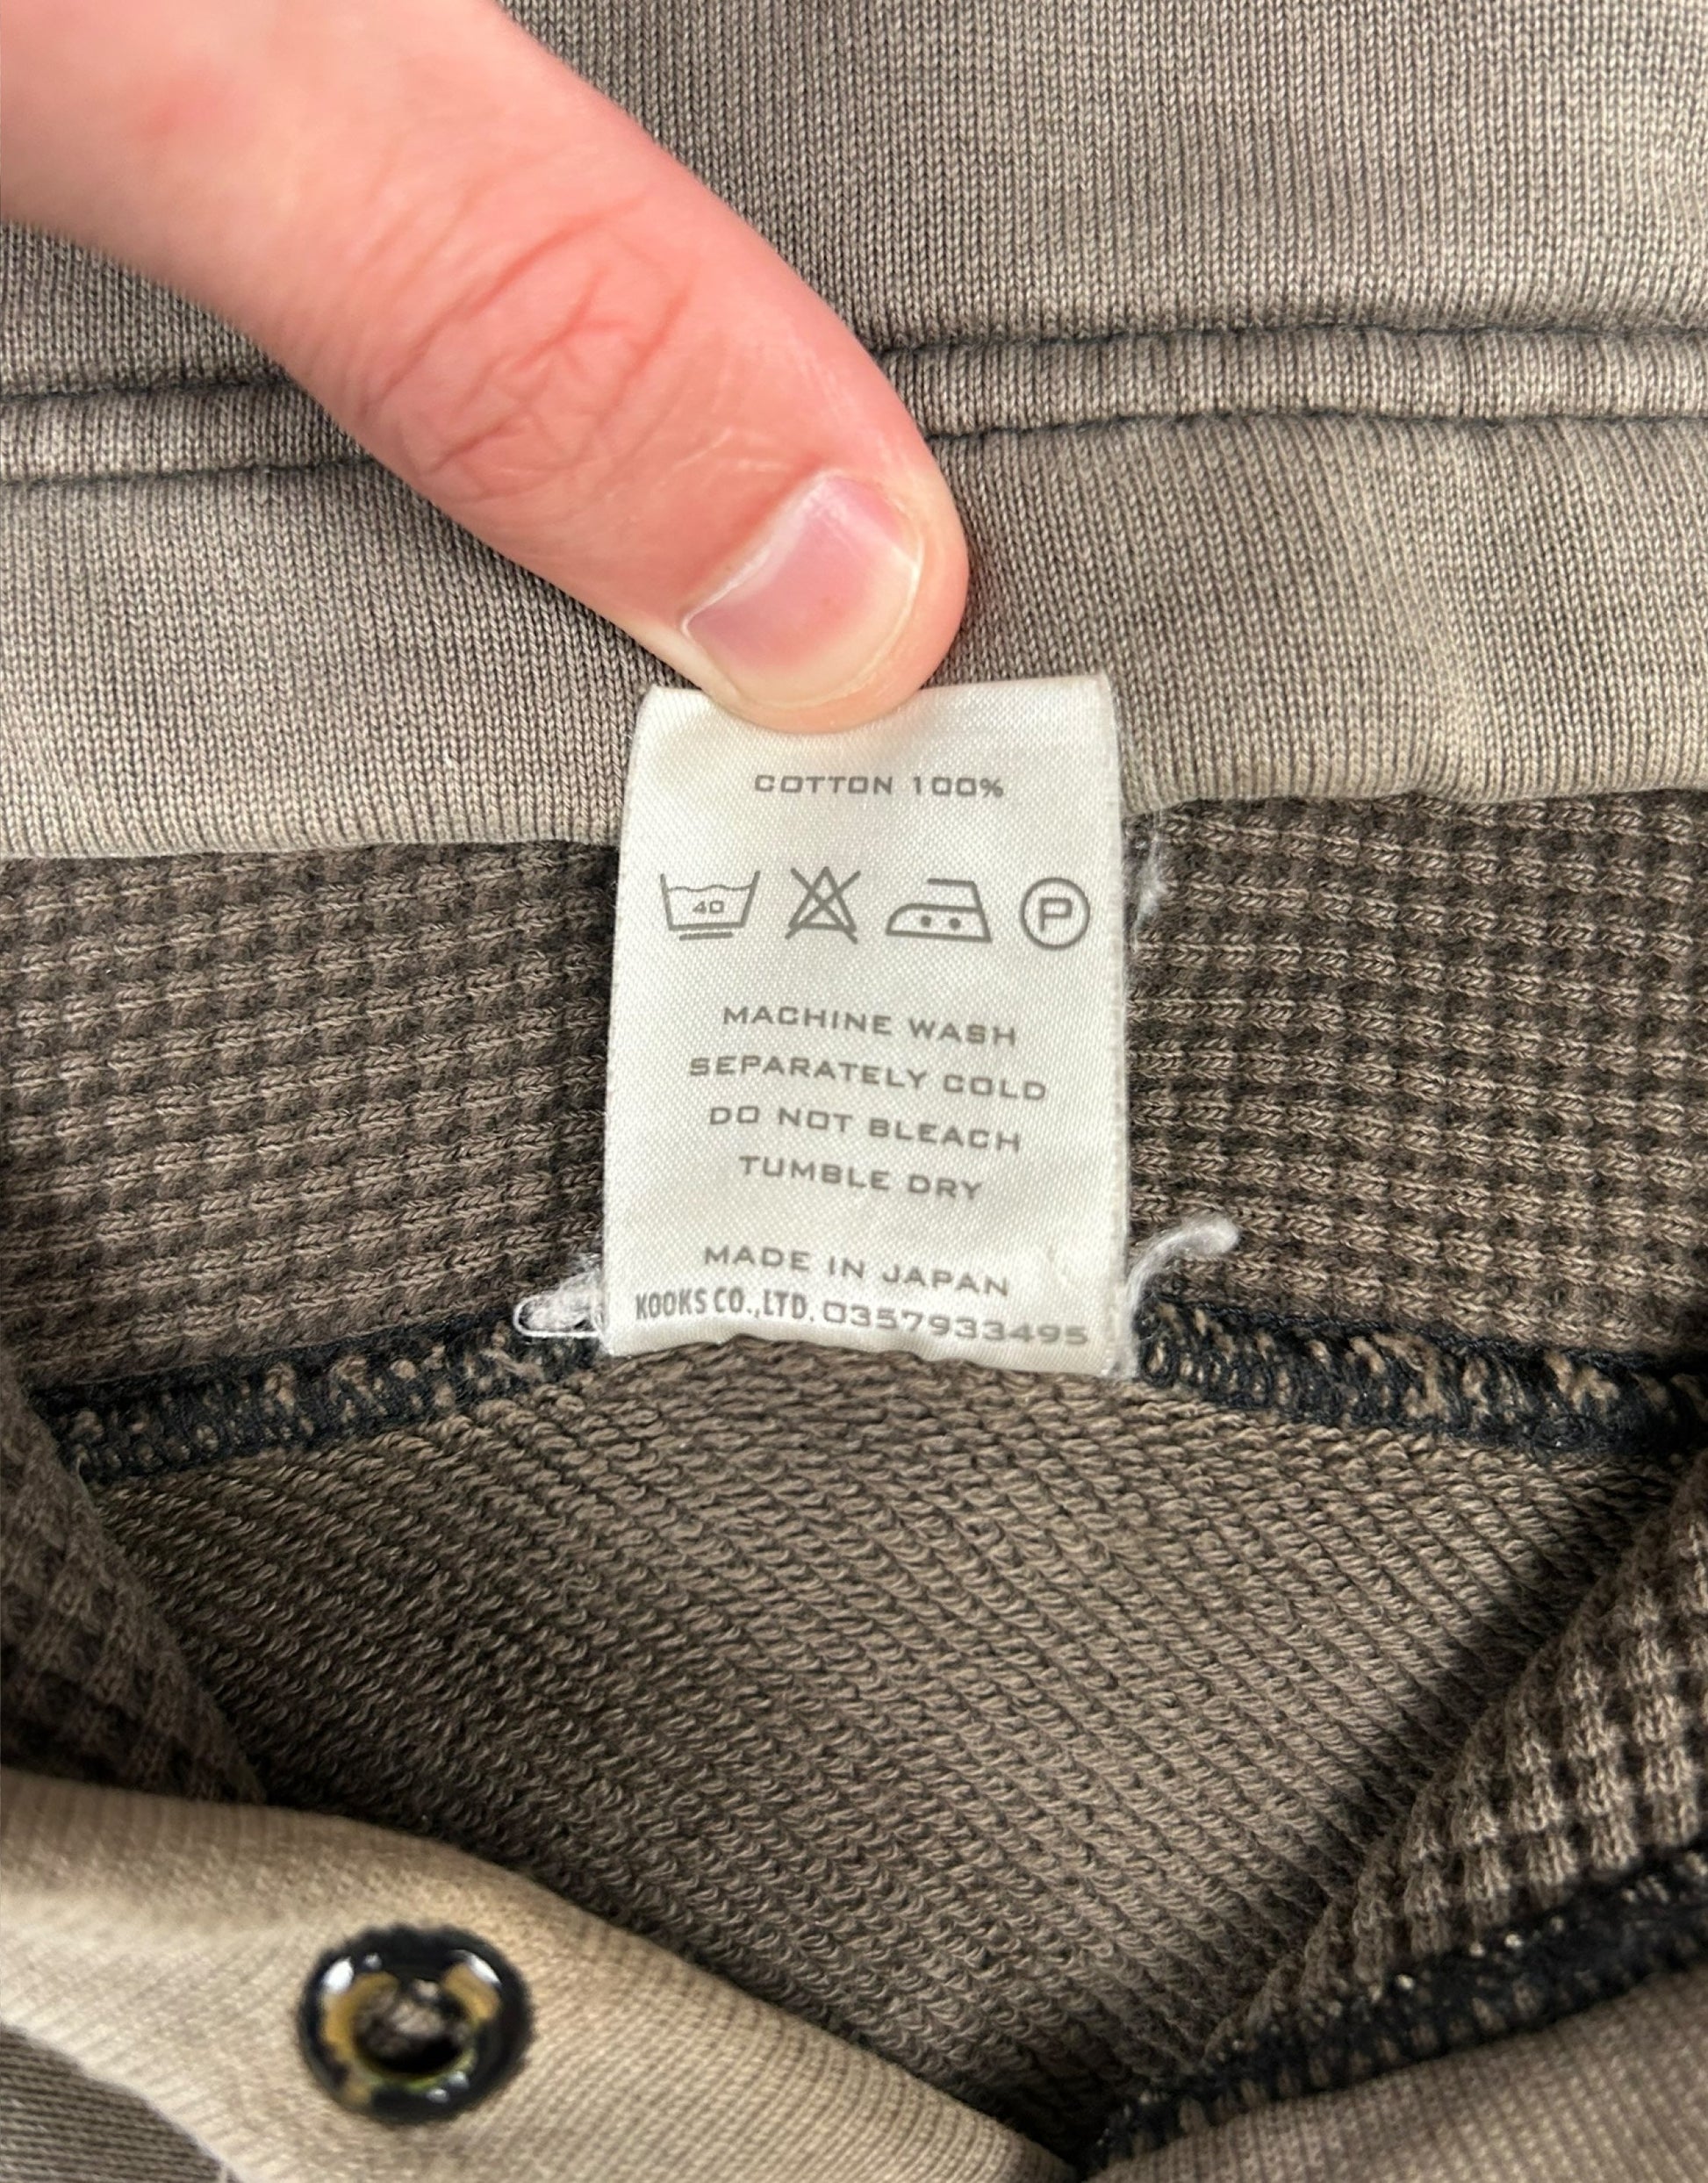 COTTON 100%
40 P
MACHINE WASH
SEPARATELY COLD
DO NOT BLEACH
TUMBLE DRY
MADE IN JAPAN
KOOKS CO.,LTD. 0357933495